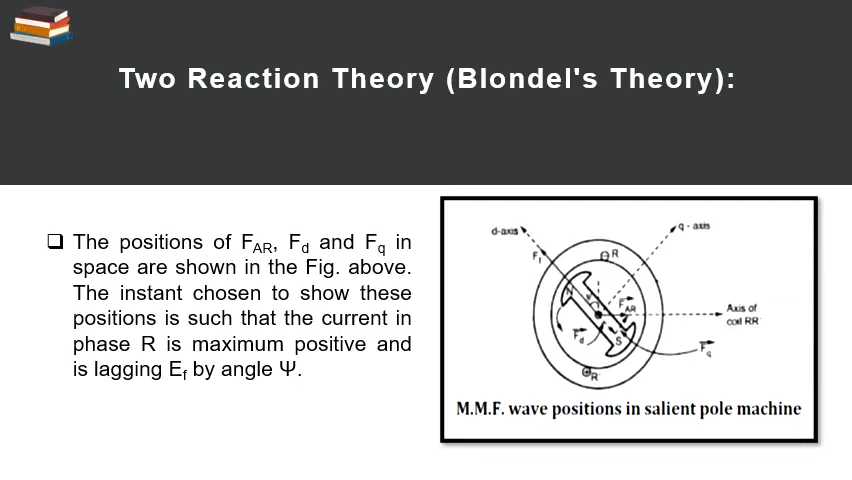 Two Reaction Theory (Blondel's Theory):
❑ The positions of F_AR, F_d and F_q in
space are shown in the Fig. above.
The instant chosen to show these
positions is such that the current in
phase R is maximum positive and
is lagging E_f by angle Ψ.
d-axis
q - axis
F_f
R
N
Ψ
F_AR
Axis of
coil RR'
F_d
S
F_q
R'
M.M.F. wave positions in salient pole machine